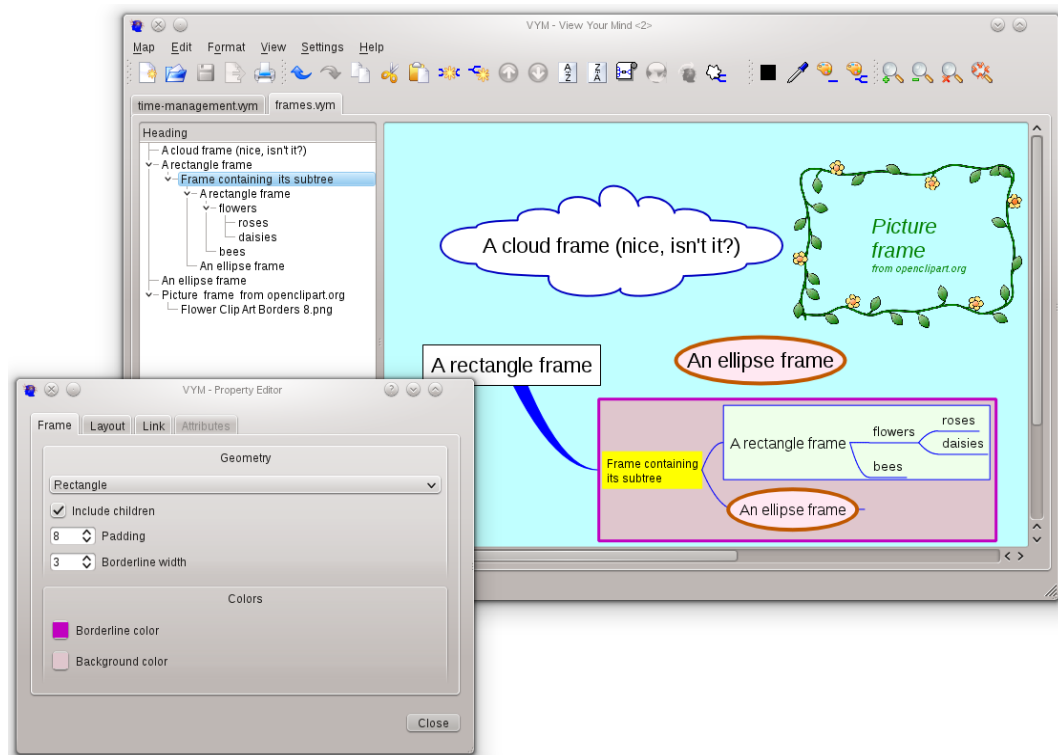 VYM - View Your Mind <2>
Map Edit Format View Settings Help
time-management.vym frames.vym
Heading
A cloud frame (nice, isn't it?)
A rectangle frame
Frame containing its subtree
A rectangle frame
flowers
roses
daisies
bees
An ellipse frame
An ellipse frame
Picture frame from openclipart.org
Flower Clip Art Borders 8.png
A cloud frame (nice, isn't it?)
Picture
frame
from openclipart.org
A rectangle frame
An ellipse frame
Frame containing
its subtree
A rectangle frame
flowers
roses
daisies
bees
An ellipse frame
VYM - Property Editor
Frame Layout Link Attributes
Geometry
Rectangle
Include children
8 Padding
3 Borderline width
Colors
Borderline color
Background color
Close